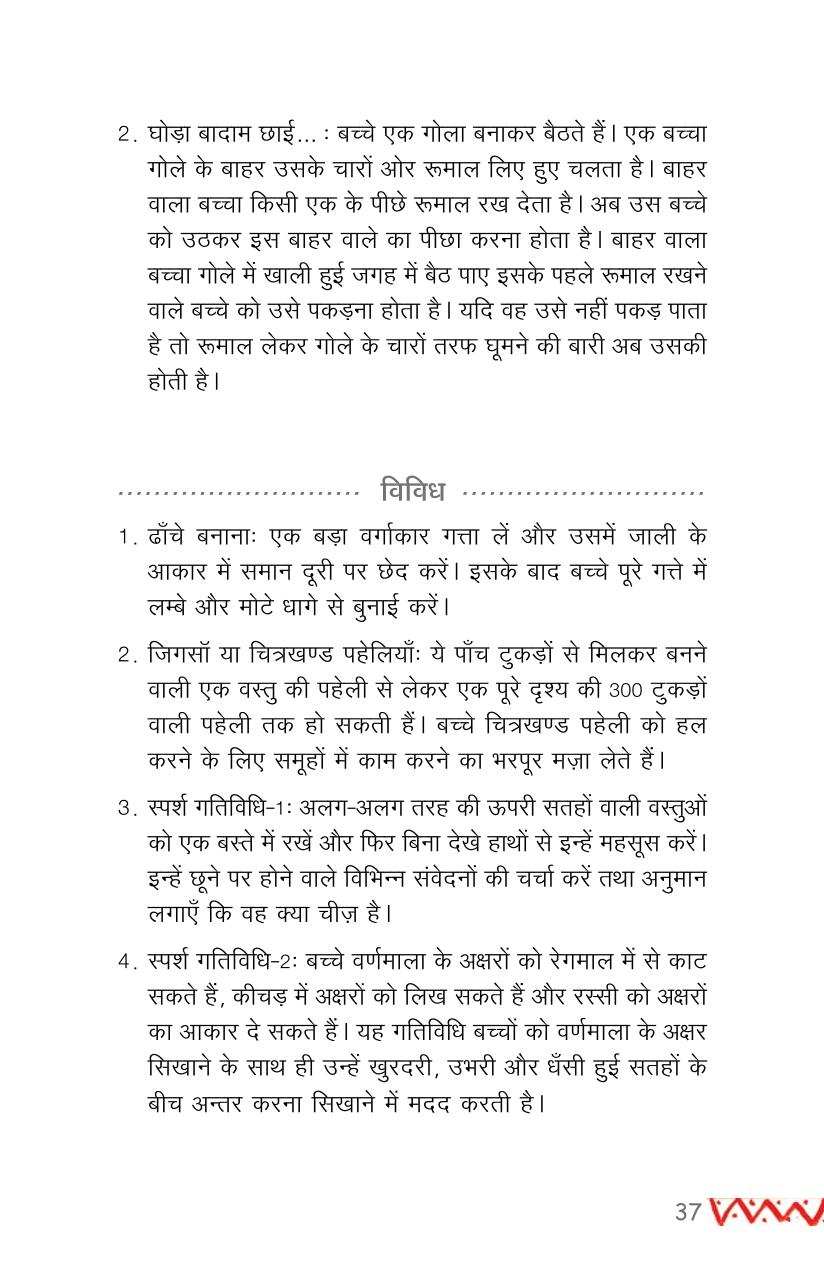 2. घोड़ा बादाम छाई... : बच्चे एक गोला बनाकर बैठते हैं। एक बच्चा
गोले के बाहर उसके चारों ओर रूमाल लिए हुए चलता है। बाहर
वाला बच्चा किसी एक के पीछे रूमाल रख देता है। अब उस बच्चे
को उठकर इस बाहर वाले का पीछा करना होता है। बाहर वाला
बच्चा गोले में खाली हुई जगह में बैठ पाए इसके पहले रूमाल रखने
वाले बच्चे को उसे पकड़ना होता है। यदि वह उसे नहीं पकड़ पाता
है तो रूमाल लेकर गोले के चारों तरफ घूमने की बारी अब उसकी
होती है।
विविध
1. ढाँचे बनानाः एक बड़ा वर्गाकार गत्ता लें और उसमें जाली के
आकार में समान दूरी पर छेद करें। इसके बाद बच्चे पूरे गत्ते में
लम्बे और मोटे धागे से बुनाई करें।
2. जिगसॉ या चित्रखण्ड पहेलियाँः ये पाँच टुकड़ों से मिलकर बनने
वाली एक वस्तु की पहेली से लेकर एक पूरे दृश्य की 300 टुकड़ों
वाली पहेली तक हो सकती हैं। बच्चे चित्रखण्ड पहेली को हल
करने के लिए समूहों में काम करने का भरपूर मज़ा लेते हैं।
3. स्पर्श गतिविधि-1ः अलग-अलग तरह की ऊपरी सतहों वाली वस्तुओं
को एक बस्ते में रखें और फिर बिना देखे हाथों से इन्हें महसूस करें।
इन्हें छूने पर होने वाले विभिन्न संवेदनों की चर्चा करें तथा अनुमान
लगाएँ कि वह क्या चीज़ है।
4. स्पर्श गतिविधि-2ः बच्चे वर्णमाला के अक्षरों को रेगमाल में से काट
सकते हैं, कीचड़ में अक्षरों को लिख सकते हैं और रस्सी को अक्षरों
का आकार दे सकते हैं। यह गतिविधि बच्चों को वर्णमाला के अक्षर
सिखाने के साथ ही उन्हें खुरदरी, उभरी और धँसी हुई सतहों के
बीच अन्तर करना सिखाने में मदद करती है।
37